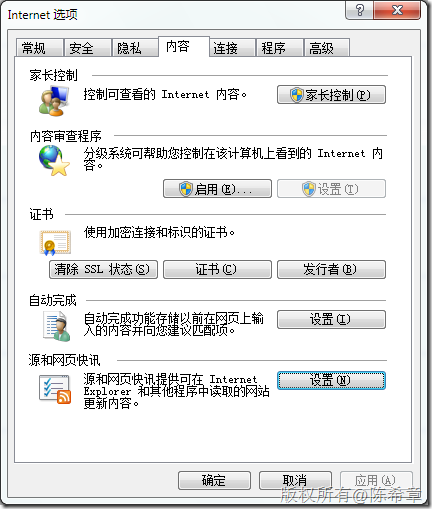 Internet 选项
常规 安全 隐私 内容 连接 程序 高级
家长控制
控制可查看的 Internet 内容。
家长控制(P)
内容审查程序
分级系统可帮助您控制在该计算机上看到的 Internet 内
容。
启用(E)... 设置(T)
证书
使用加密连接和标识的证书。
清除 SSL 状态(S) 证书(C) 发行者(B)
自动完成
自动完成功能存储以前在网页上输
入的内容并向您建议匹配项。
设置(I)
源和网页快讯
源和网页快讯提供可在 Internet
Explorer 和其他程序中读取的网站
更新内容。
设置(N)
确定 取消 应用(A)
版权所有@陈希章